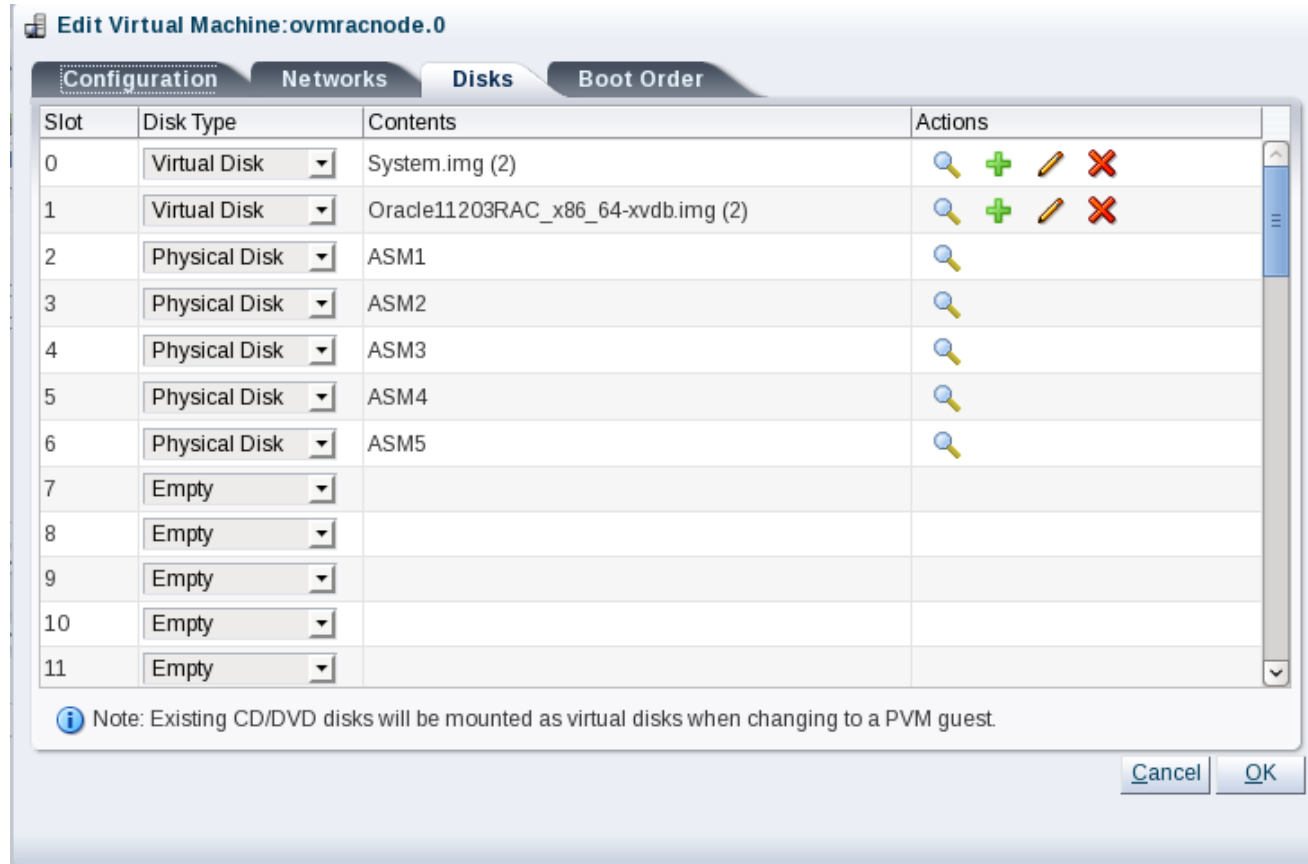 Edit Virtual Machine:ovmracnode.0
Configuration Networks Disks Boot Order
Slot Disk Type Contents Actions
0 Virtual Disk System.img (2)
1 Virtual Disk Oracle11203RAC_x86_64-xvdb.img (2)
2 Physical Disk ASM1
3 Physical Disk ASM2
4 Physical Disk ASM3
5 Physical Disk ASM4
6 Physical Disk ASM5
7 Empty
8 Empty
9 Empty
10 Empty
11 Empty
Note: Existing CD/DVD disks will be mounted as virtual disks when changing to a PVM guest.
Cancel OK